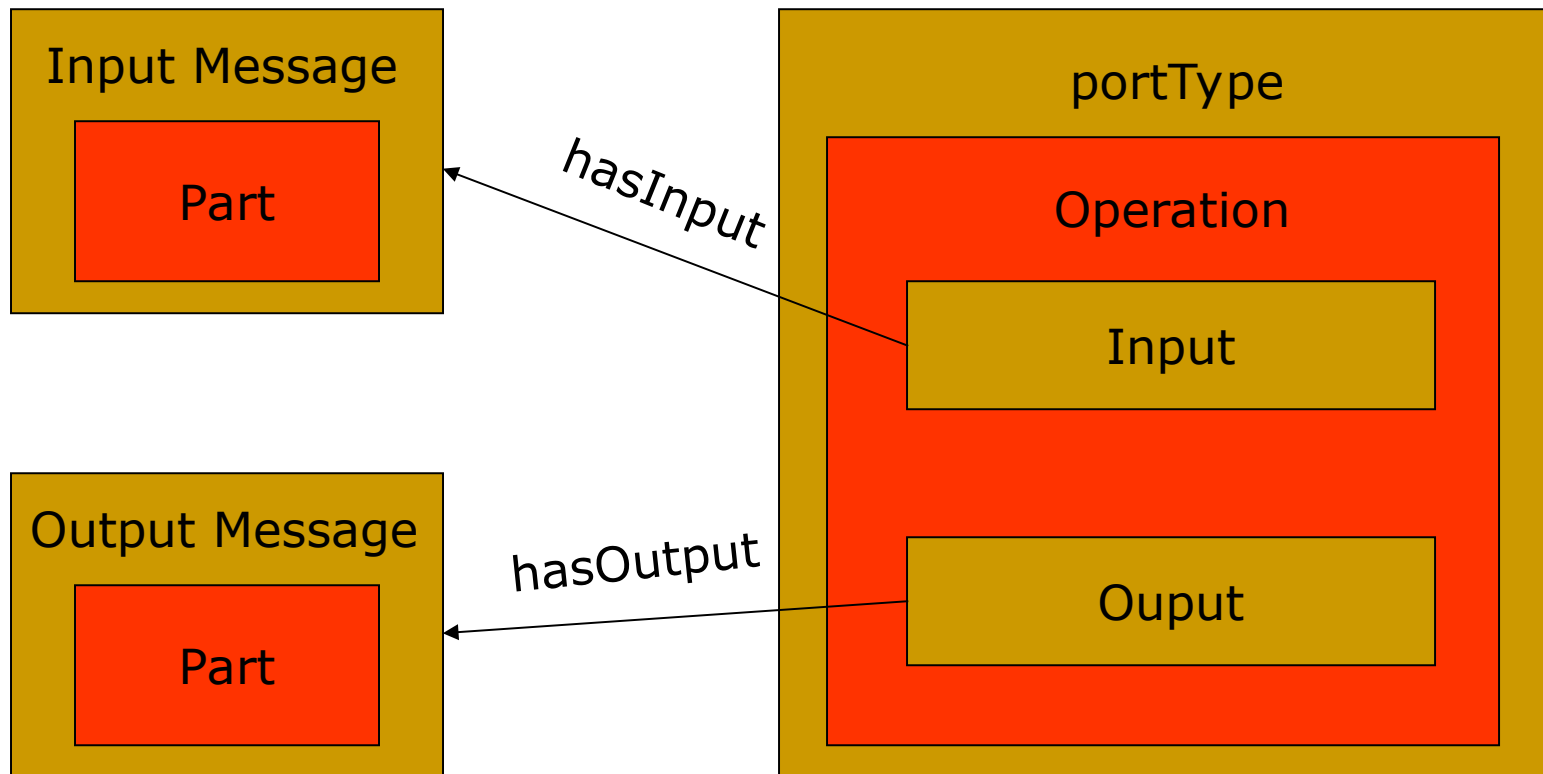 Input Message
Part
hasInput
portType
Operation
Input
Output Message
Part
hasOutput
Ouput